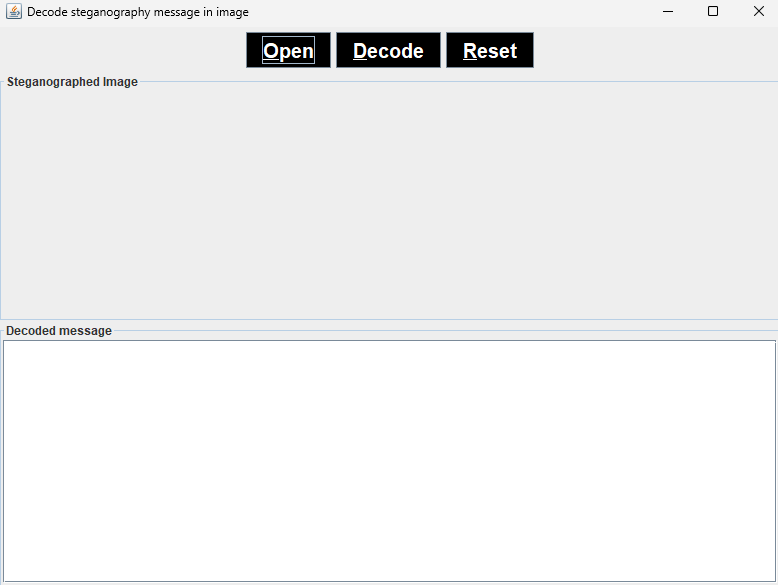 Decode steganography message in image
Open Decode Reset
Steganographed Image
Decoded message